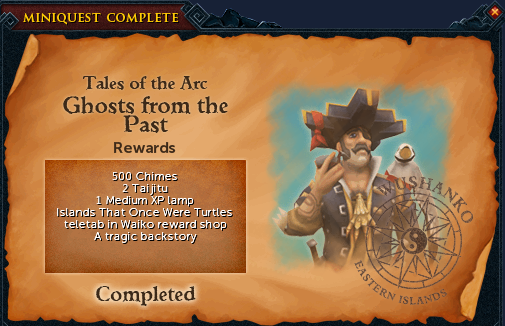 MINIQUEST COMPLETE
Tales of the Arc
Ghosts from the
Past
Rewards
500 Chimes
2 Taijitu
1 Medium XP lamp
Islands That Once Were Turtles
teletab in Waiko reward shop
A tragic backstory
Completed
WUSHANKO
EASTERN ISLANDS